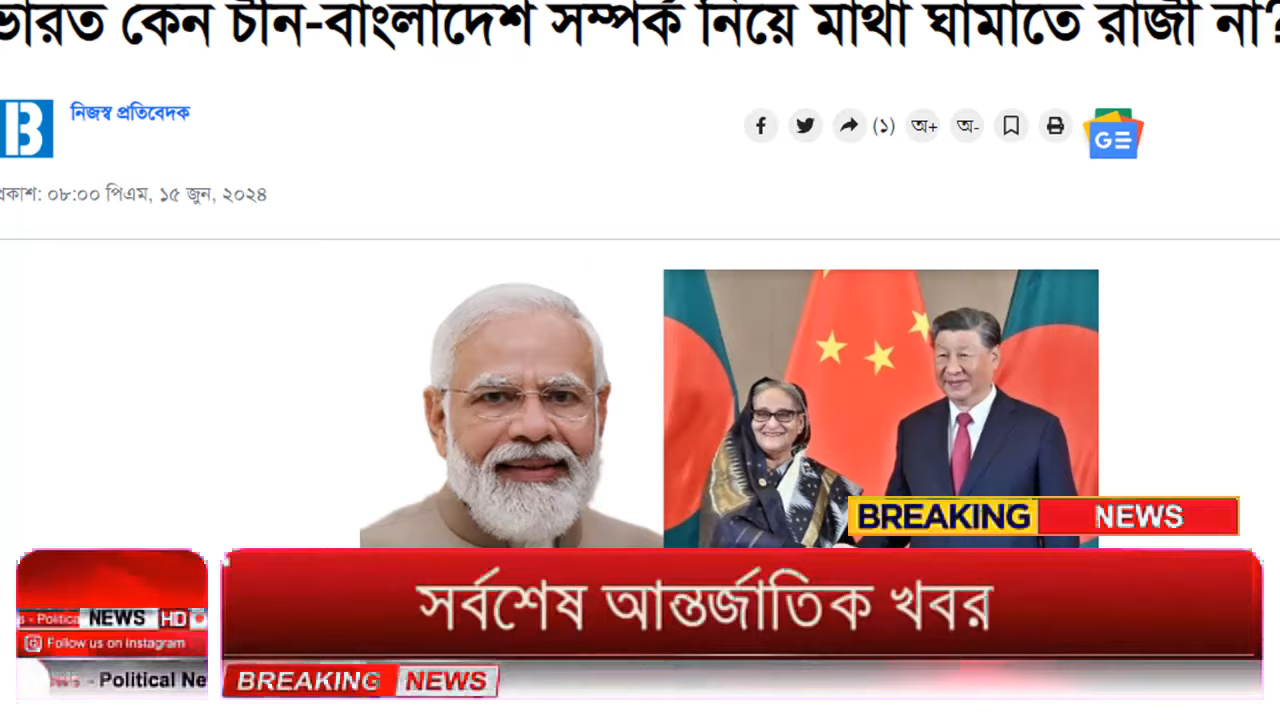 ভারত কেন চীন-বাংলাদেশ সম্পর্ক নিয়ে মাথা ঘামাতে রাজী না?
B
নিজস্ব প্রতিবেদক
(১) অ+ অ-
G
প্রকাশ: ০৮:০০ পিএম, ১৫ জুন, ২০২৪
BREAKING NEWS
সর্বশেষ আন্তর্জাতিক খবর
NEWS HD
Follow us on Instagram
- Political Ne
BREAKING NEWS